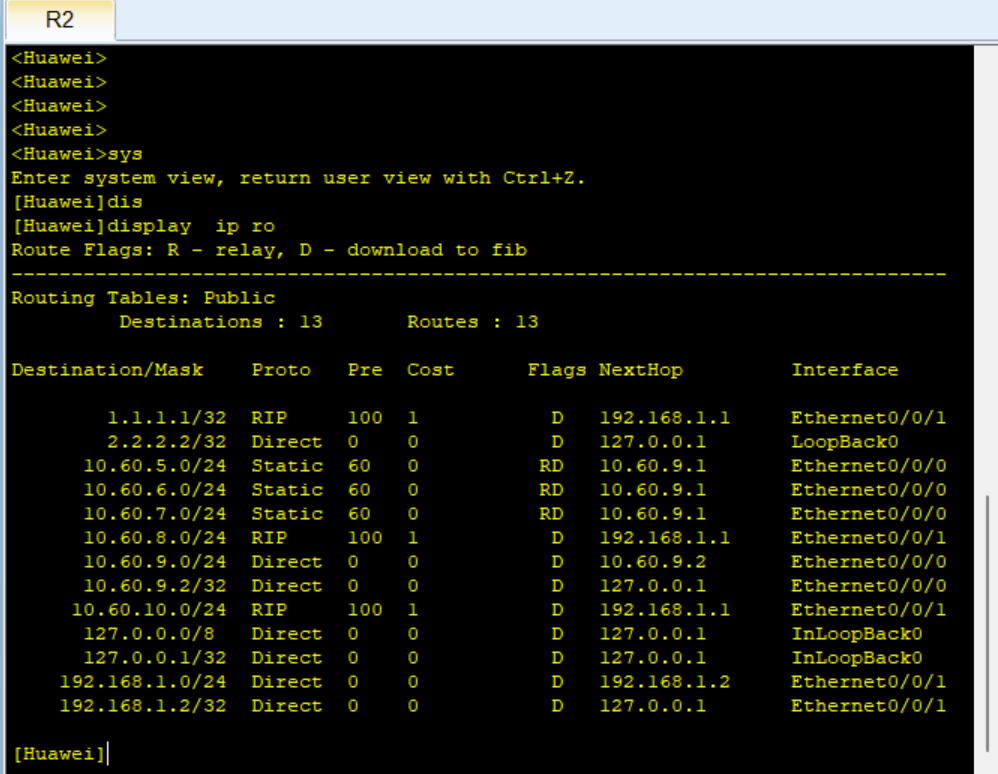 R2
<Huawei>
<Huawei>
<Huawei>
<Huawei>
<Huawei>sys
Enter system view, return user view with Ctrl+Z.
[Huawei]dis
[Huawei]display  ip ro
Route Flags: R - relay, D - download to fib
------------------------------------------------------------------------------
Routing Tables: Public
         Destinations : 13       Routes : 13

Destination/Mask    Proto   Pre  Cost      Flags NextHop         Interface

        1.1.1.1/32  RIP     100  1           D   192.168.1.1     Ethernet0/0/1
        2.2.2.2/32  Direct  0    0           D   127.0.0.1       LoopBack0
      10.60.5.0/24  Static  60   0          RD   10.60.9.1       Ethernet0/0/0
      10.60.6.0/24  Static  60   0          RD   10.60.9.1       Ethernet0/0/0
      10.60.7.0/24  Static  60   0          RD   10.60.9.1       Ethernet0/0/0
      10.60.8.0/24  RIP     100  1           D   192.168.1.1     Ethernet0/0/1
      10.60.9.0/24  Direct  0    0           D   10.60.9.2       Ethernet0/0/0
      10.60.9.2/32  Direct  0    0           D   127.0.0.1       Ethernet0/0/0
     10.60.10.0/24  RIP     100  1           D   192.168.1.1     Ethernet0/0/1
      127.0.0.0/8   Direct  0    0           D   127.0.0.1       InLoopBack0
      127.0.0.1/32  Direct  0    0           D   127.0.0.1       InLoopBack0
    192.168.1.0/24  Direct  0    0           D   192.168.1.2     Ethernet0/0/1
    192.168.1.2/32  Direct  0    0           D   127.0.0.1       Ethernet0/0/1

[Huawei]